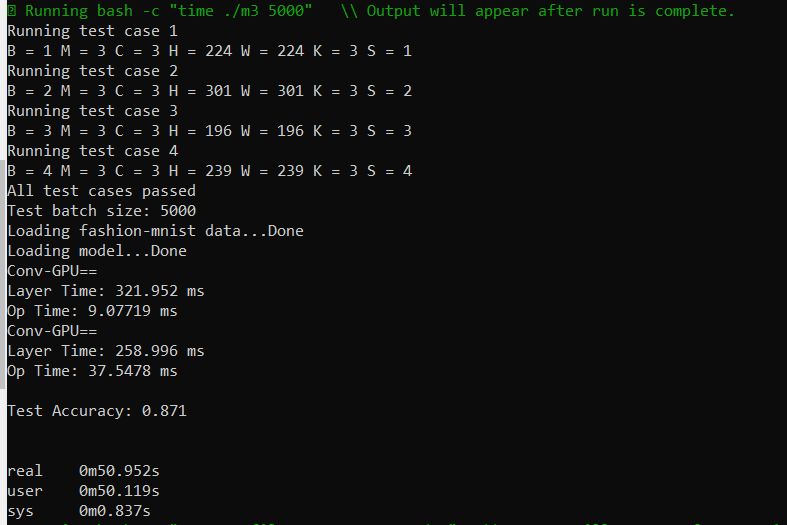 Running bash -c "time ./m3 5000" \\ Output will appear after run is complete.
Running test case 1
B = 1 M = 3 C = 3 H = 224 W = 224 K = 3 S = 1
Running test case 2
B = 2 M = 3 C = 3 H = 301 W = 301 K = 3 S = 2
Running test case 3
B = 3 M = 3 C = 3 H = 196 W = 196 K = 3 S = 3
Running test case 4
B = 4 M = 3 C = 3 H = 239 W = 239 K = 3 S = 4
All test cases passed
Test batch size: 5000
Loading fashion-mnist data...Done
Loading model...Done
Conv-GPU==
Layer Time: 321.952 ms
Op Time: 9.07719 ms
Conv-GPU==
Layer Time: 258.996 ms
Op Time: 37.5478 ms
Test Accuracy: 0.871
real 0m50.952s
user 0m50.119s
sys 0m0.837s